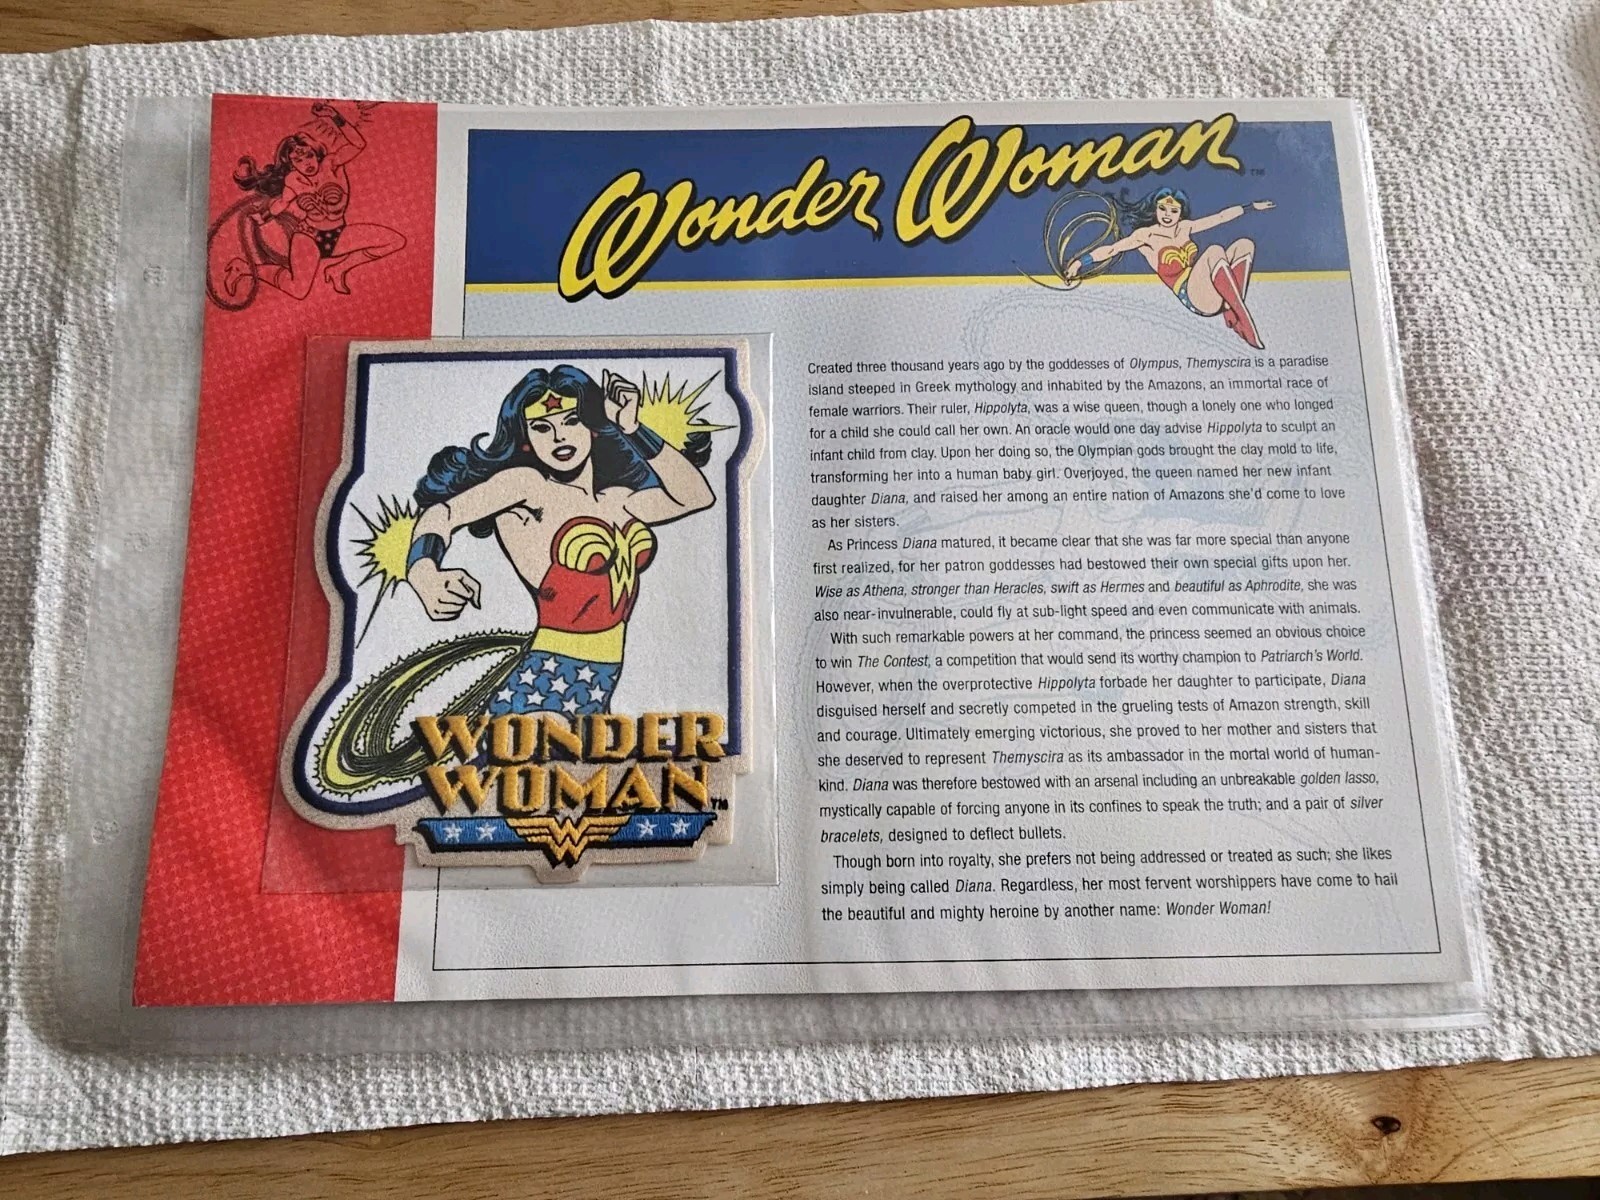 Wonder Woman™
WONDER
WOMAN™
Created three thousand years ago by the goddesses of Olympus, Themyscira is a paradise
island steeped in Greek mythology and inhabited by the Amazons, an immortal race of
female warriors. Their ruler, Hippolyta, was a wise queen, though a lonely one who longed
for a child she could call her own. An oracle would one day advise Hippolyta to sculpt an
infant child from clay. Upon her doing so, the Olympian gods brought the clay mold to life,
transforming her into a human baby girl. Overjoyed, the queen named her new infant
daughter Diana, and raised her among an entire nation of Amazons she'd come to love
as her sisters.
As Princess Diana matured, it became clear that she was far more special than anyone
first realized, for her patron goddesses had bestowed their own special gifts upon her.
Wise as Athena, stronger than Heracles, swift as Hermes and beautiful as Aphrodite, she was
also near-invulnerable, could fly at sub-light speed and even communicate with animals.
With such remarkable powers at her command, the princess seemed an obvious choice
to win The Contest, a competition that would send its worthy champion to Patriarch's World.
However, when the overprotective Hippolyta forbade her daughter to participate, Diana
disguised herself and secretly competed in the grueling tests of Amazon strength, skill
and courage. Ultimately emerging victorious, she proved to her mother and sisters that
she deserved to represent Themyscira as its ambassador in the mortal world of human-
kind. Diana was therefore bestowed with an arsenal including an unbreakable golden lasso,
mystically capable of forcing anyone in its confines to speak the truth; and a pair of silver
bracelets, designed to deflect bullets.
Though born into royalty, she prefers not being addressed or treated as such; she likes
simply being called Diana. Regardless, her most fervent worshippers have come to hail
the beautiful and mighty heroine by another name: Wonder Woman!